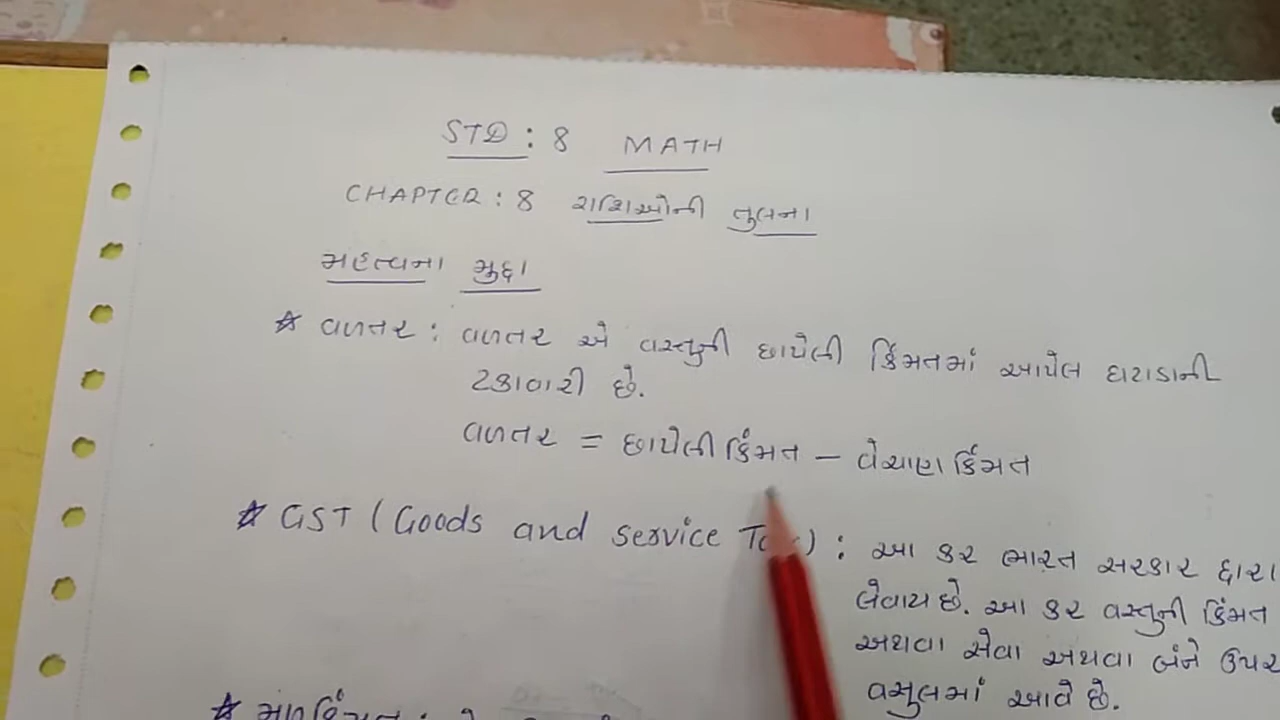 STD : 8 MATH
CHAPTER : 8 રાશિઓની તુલના
મહત્વના મુદ્દા
☆ વળતર : વળતર એ વસ્તુની છાપેલી કિંમતમાં આપેલ ઘટાડાની
ટકાવારી છે.
વળતર = છાપેલી કિંમત – વેચાણ કિંમત
☆ GST (Goods and service Tax) : આ કર ભારત સરકાર દ્વારા
લેવાય છે. આ કર વસ્તુની કિંમત
અથવા સેવા અથવા બંને ઉપર
વસુલમાં આવે છે.